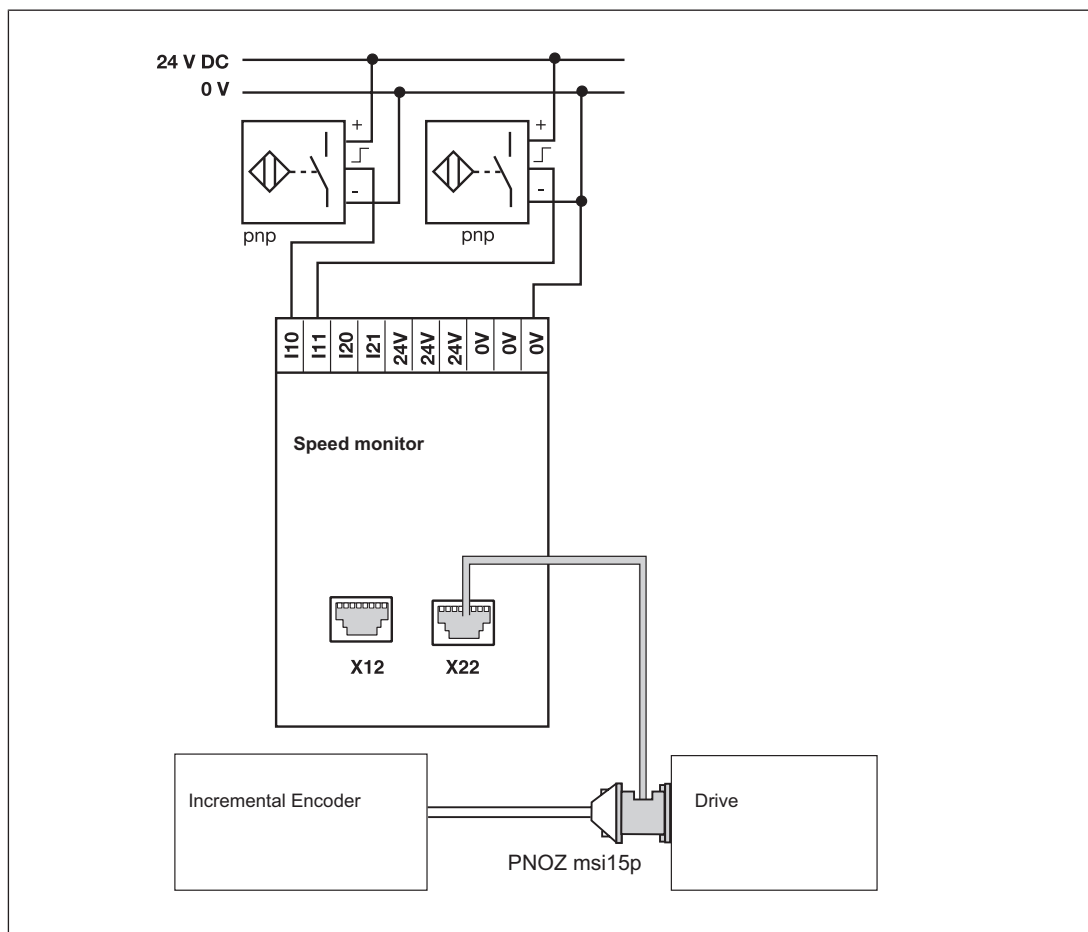 24 V DC
0 V
+
-
pnp
+
-
pnp
I10 I11 I20 I21 24V 24V 24V 0V 0V 0V
Speed monitor
X12 X22
Incremental Encoder
Drive
PNOZ msi15p